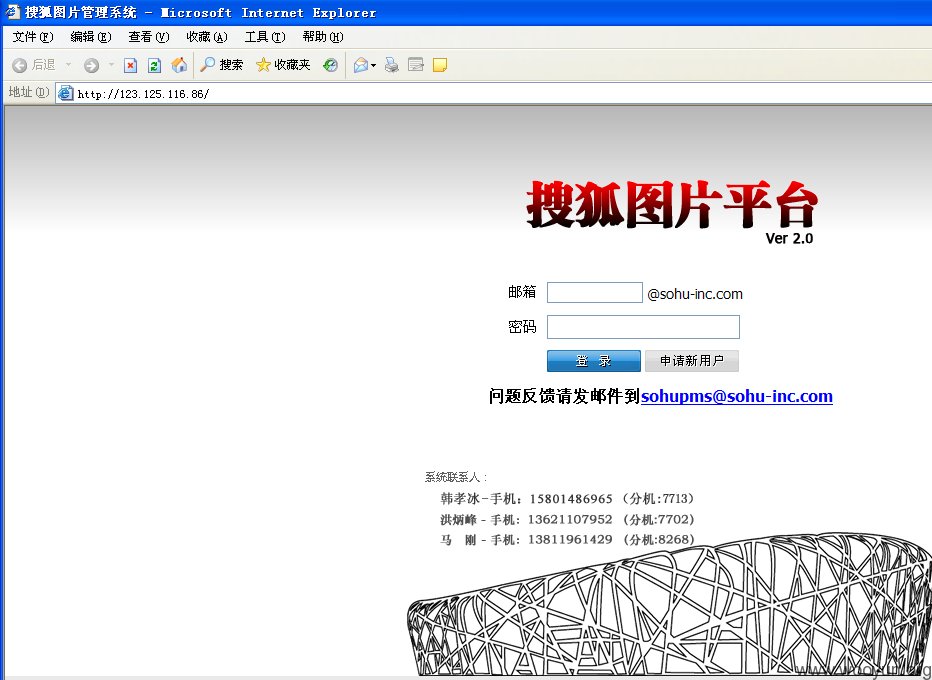 搜狐图片管理系统 - Microsoft Internet Explorer
文件(F) 编辑(E) 查看(V) 收藏(A) 工具(T) 帮助(H)
后退 搜索 收藏夹
地址(D) http://123.125.116.86/
搜狐图片平台
Ver 2.0
邮箱 @sohu-inc.com
密码
登 录 申请新用户
问题反馈请发邮件到sohupms@sohu-inc.com
系统联系人：
韩孝冰-手机：15801486965 （分机:7713）
洪炳峰 - 手机：13621107952 （分机:7702）
马 刚 - 手机：13811961429 （分机:8268）
www.wooyun.org